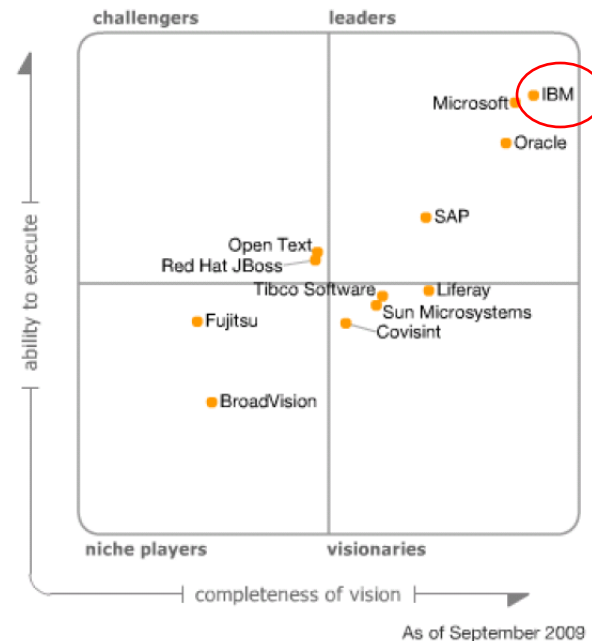 challengers
leaders
IBM
Microsoft
Oracle
SAP
Open Text
Red Hat JBoss
Tibco Software
Liferay
Sun Microsystems
Fujitsu
Covisint
BroadVision
ability to execute
niche players
visionaries
completeness of vision
As of September 2009